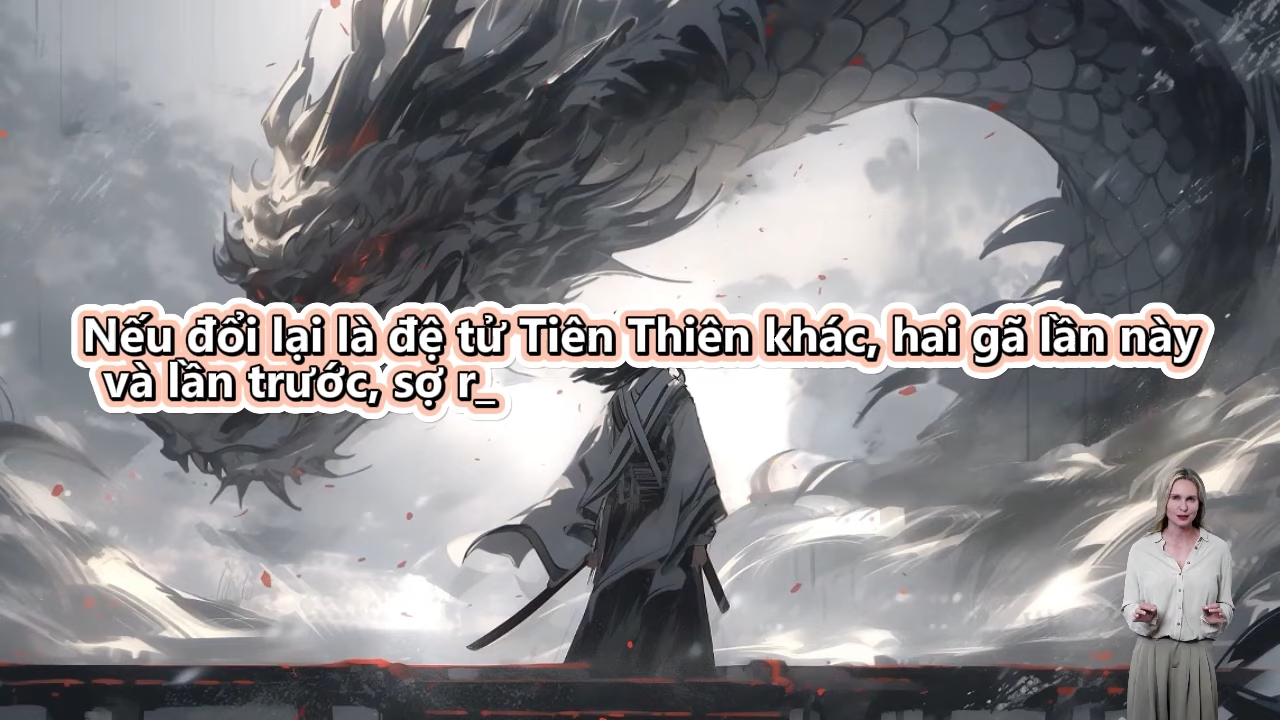 Nếu đổi lại là đệ tử Tiên Thiên khác, hai gã lần này
và lần trước, sợ r_